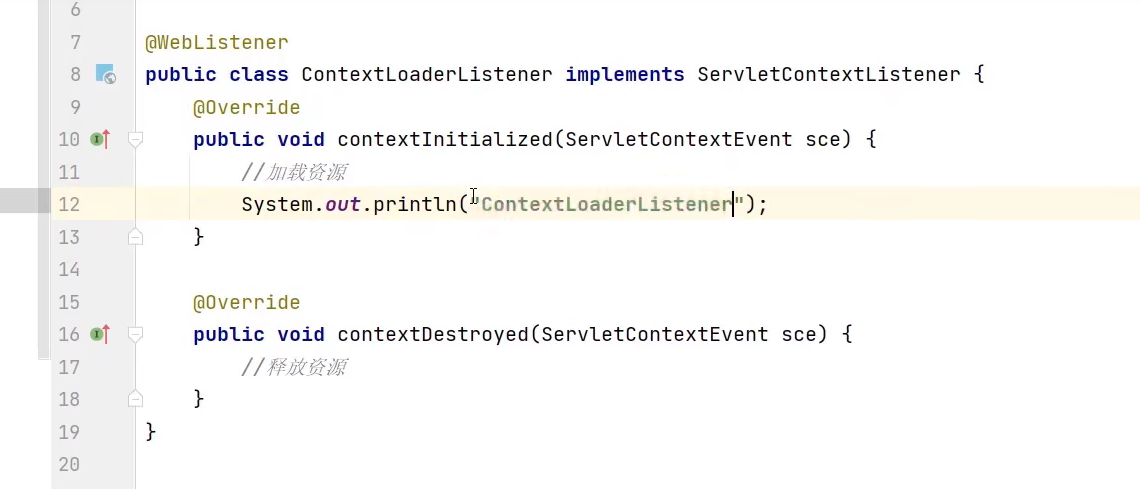 6
7 @WebListener
8 public class ContextLoaderListener implements ServletContextListener {
9 @Override
10 public void contextInitialized(ServletContextEvent sce) {
11 //加载资源
12 System.out.println("ContextLoaderListener");
13 }
14
15 @Override
16 public void contextDestroyed(ServletContextEvent sce) {
17 //释放资源
18 }
19 }
20